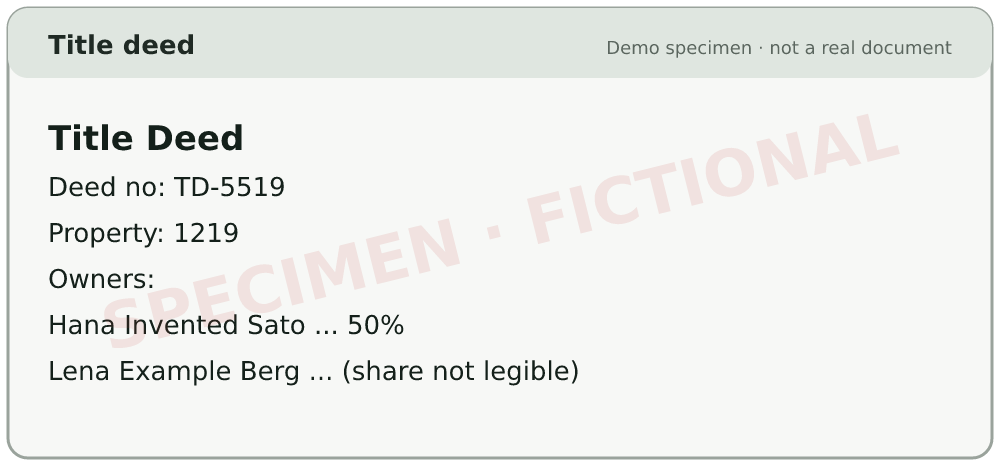 Title deed
Demo specimen · not a real document
Title Deed
Deed no: TD-5519
Property: 1219
Owners:
Hana Invented Sato ... 50%
Lena Example Berg ... (share not legible)
SPECIMEN · FICTIONAL